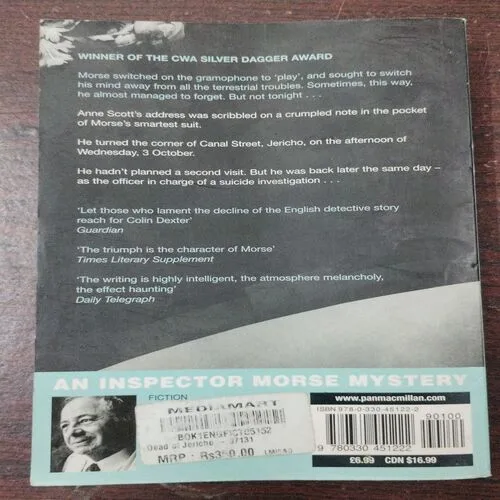 WINNER OF THE CWA SILVER DAGGER AWARD
Morse switched on the gramophone to 'play', and sought to switch
his mind away from all the terrestrial troubles. Sometimes, this way,
he almost managed to forget. But not tonight . . .
Anne Scott's address was scribbled on a crumpled note in the pocket
of Morse's smartest suit.
He turned the corner of Canal Street, Jericho, on the afternoon of
Wednesday, 3 October.
He hadn't planned a second visit. But he was back later the same day –
as the officer in charge of a suicide investigation . . .
'Let those who lament the decline of the English detective story
reach for Colin Dexter'
Guardian
'The triumph is the character of Morse'
Times Literary Supplement
'The writing is highly intelligent, the atmosphere melancholy,
the effect haunting'
Daily Telegraph
AN INSPECTOR MORSE MYSTERY
FICTION
MEDIAMART
Dead of Jericho 37131
MRP : Rs350.00
www.panmacmillan.com
ISBN 978-0-330-45122-2
90100
9 780330 451222
£6.99 CDN $16.99